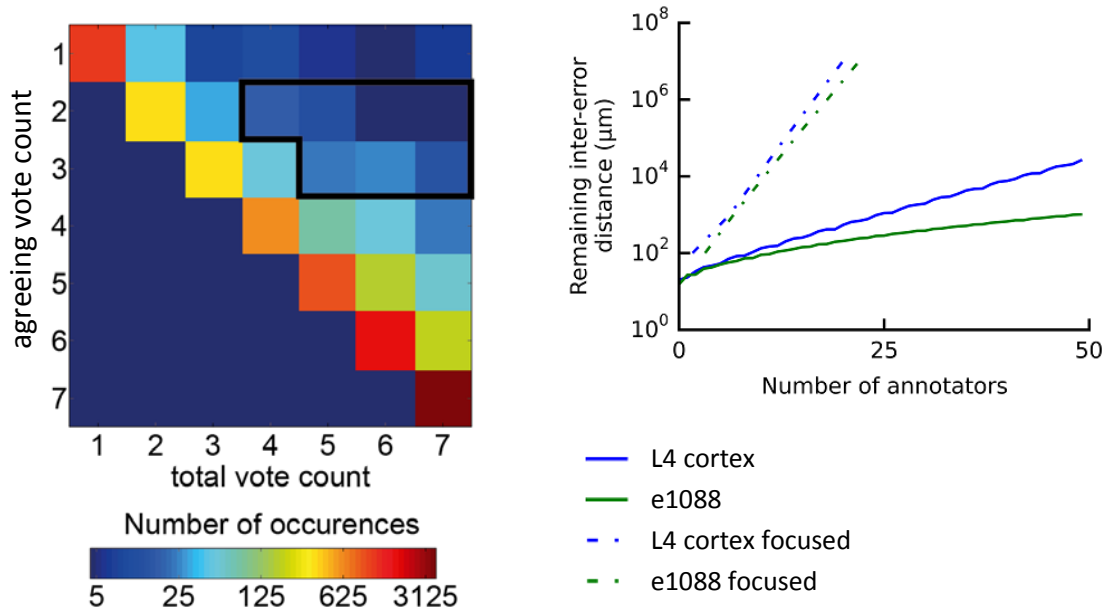 agreeing vote count
1
2
3
4
5
6
7
1 2 3 4 5 6 7
total vote count
Number of occurences
5 25 125 625 3125
Remaining inter-error
distance (μm)
10^8
10^6
10^4
10^2
10^0
0 25 50
Number of annotators
L4 cortex
e1088
L4 cortex focused
e1088 focused